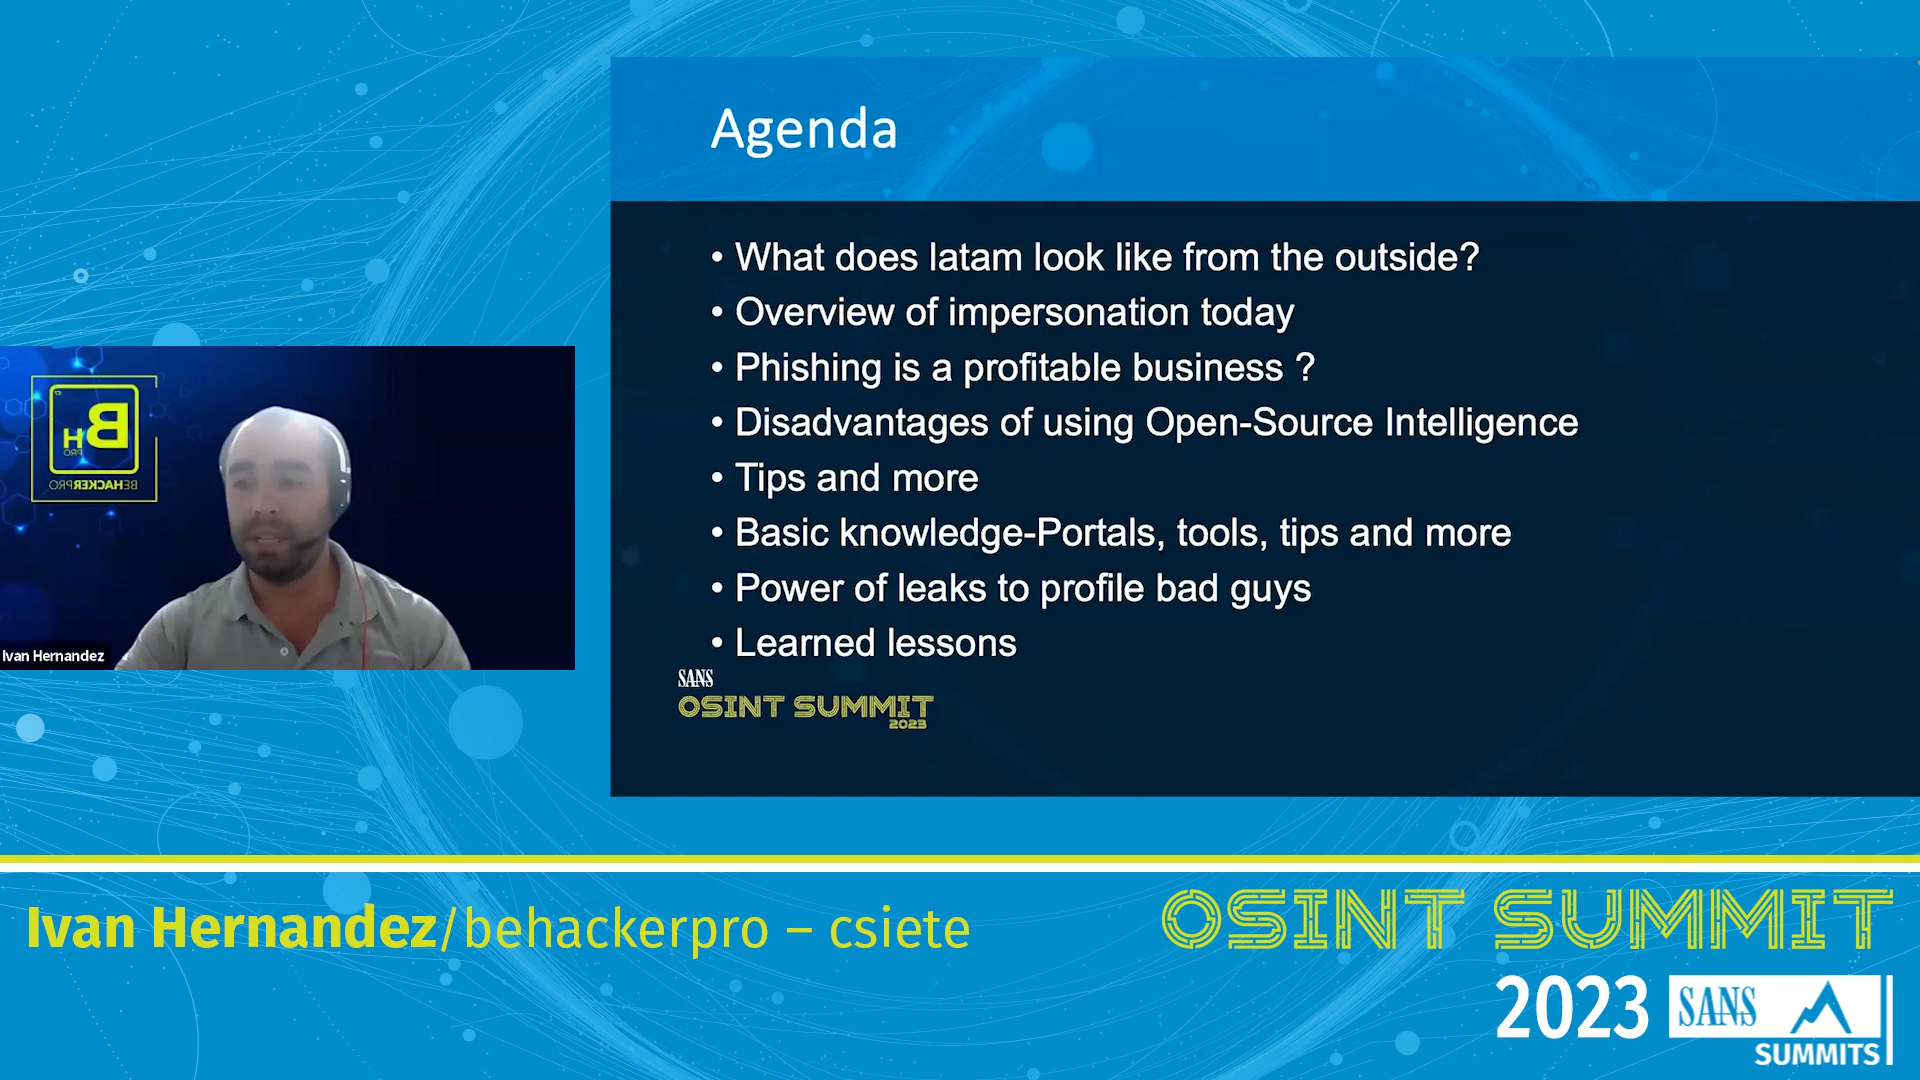 Agenda
• What does latam look like from the outside?
• Overview of impersonation today
• Phishing is a profitable business ?
• Disadvantages of using Open-Source Intelligence
• Tips and more
• Basic knowledge-Portals, tools, tips and more
• Power of leaks to profile bad guys
• Learned lessons
SANS
OSINT SUMMIT
2023
BH
PRO
BEHACKERPRO
Ivan Hernandez
Ivan Hernandez/behackerpro – csiete
OSINT SUMMIT
2023
SANS
SUMMITS